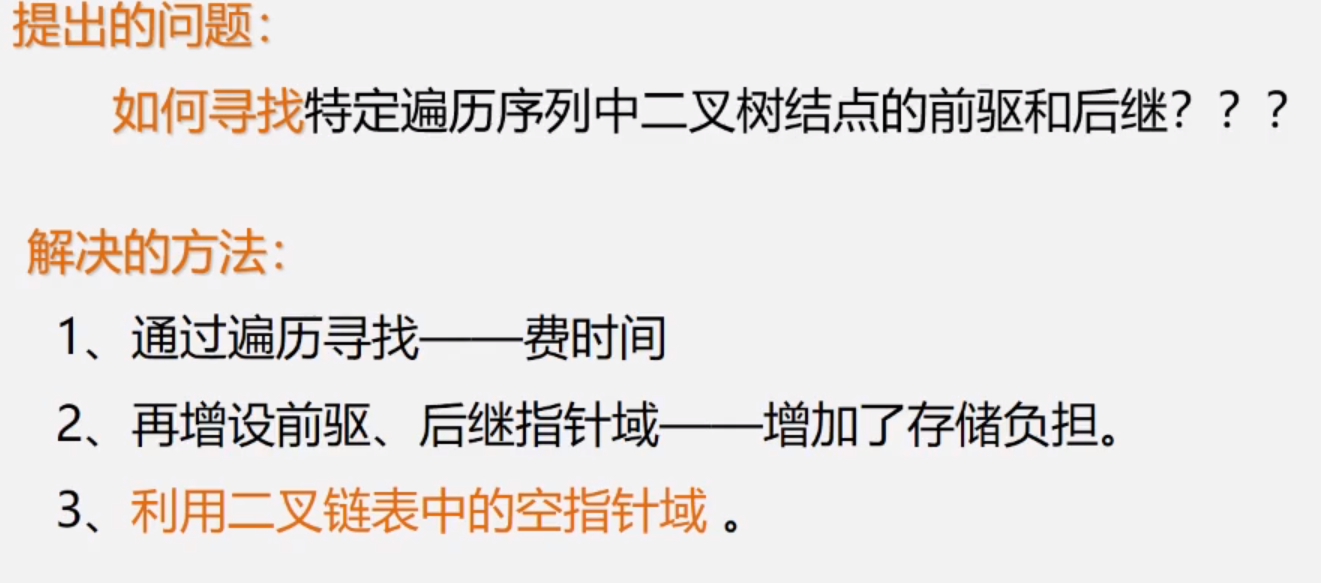 提出的问题：
如何寻找特定遍历序列中二叉树结点的前驱和后继？？？
解决的方法：
1、通过遍历寻找——费时间
2、再增设前驱、后继指针域——增加了存储负担。
3、利用二叉链表中的空指针域 。